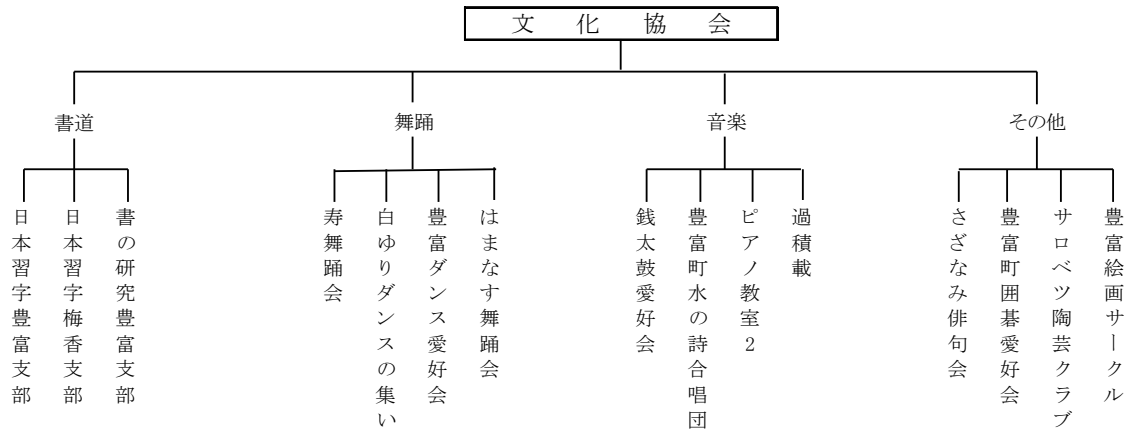 文化協会
書道
舞踊
音楽
その他
日本習字豊富支部
日本習字梅香支部
書の研究豊富支部
寿舞踊会
白ゆりダンスの集い
豊富ダンス愛好会
はまなす舞踊会
銭太鼓愛好会
豊富町水の詩合唱団
ピアノ教室2
過積載
さざなみ俳句会
豊富町囲碁愛好会
サロベツ陶芸クラブ
豊富絵画サークル